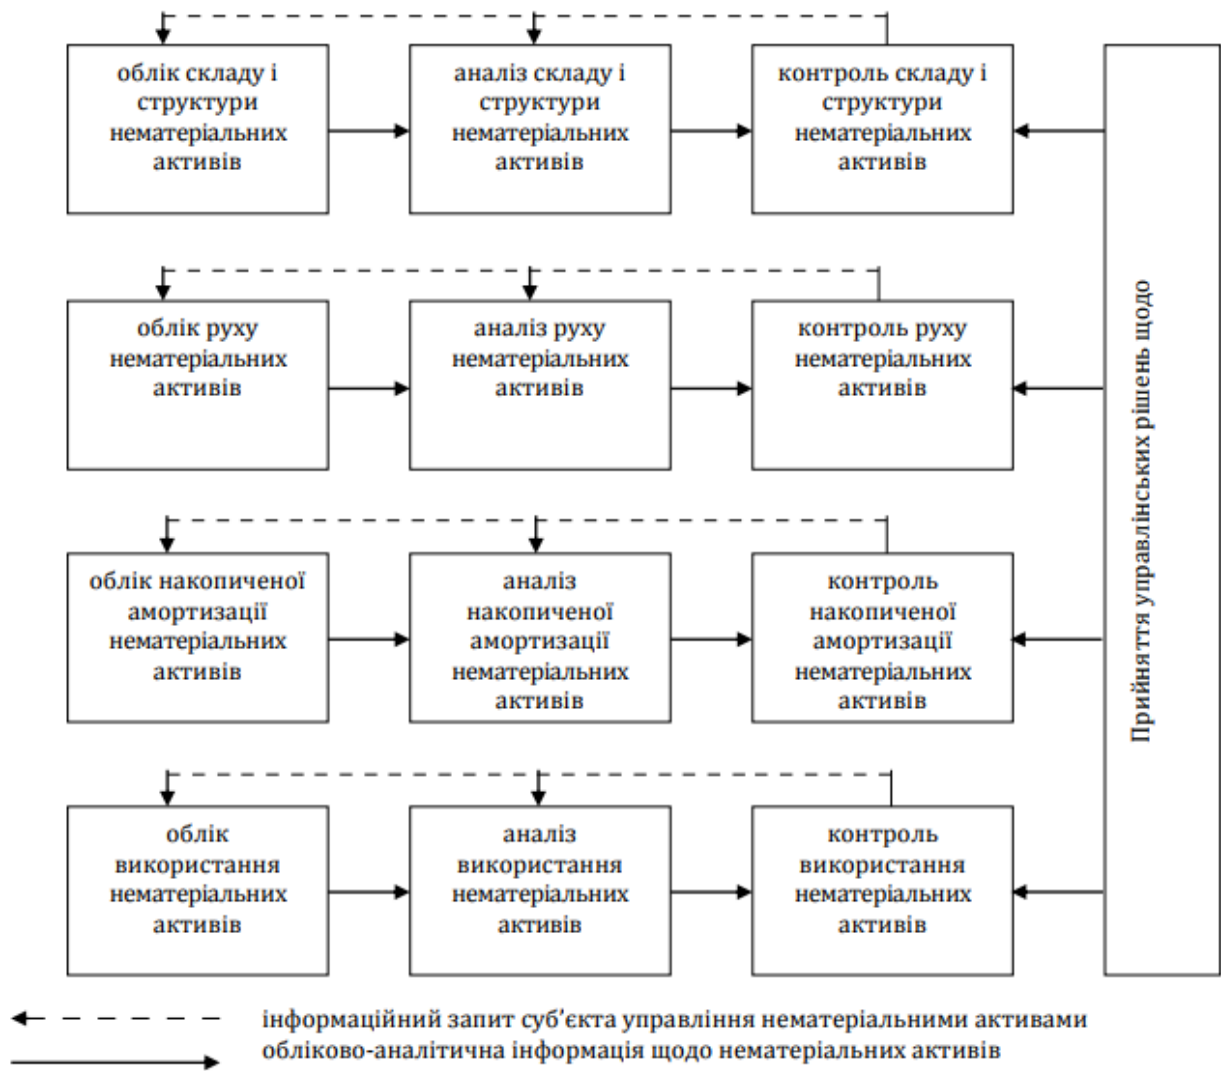 облік складу і
структури
нематеріальних
активів
аналіз складу і
структури
нематеріальних
активів
контроль складу і
структури
нематеріальних
активів
облік руху
нематеріальних
активів
аналіз руху
нематеріальних
активів
контроль руху
нематеріальних
активів
облік накопиченої
амортизації
нематеріальних
активів
аналіз
накопиченої
амортизації
нематеріальних
активів
контроль
накопиченої
амортизації
нематеріальних
активів
облік
використання
нематеріальних
активів
аналіз
використання
нематеріальних
активів
контроль
використання
нематеріальних
активів
Прийняття управлінських рішень щодо
інформаційний запит суб’єкта управління нематеріальними активами
обліково-аналітична інформація щодо нематеріальних активів